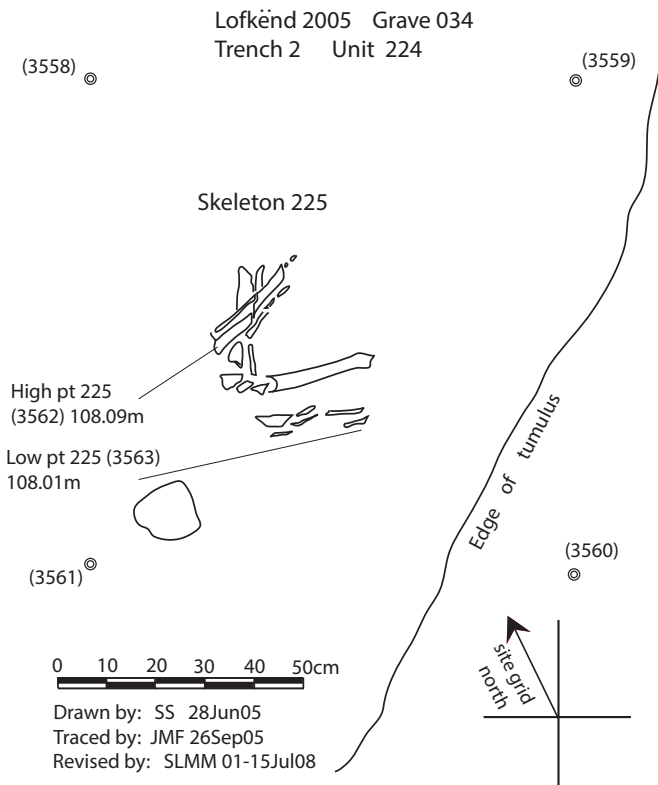 Lofkënd 2005 Grave 034
Trench 2 Unit 224
(3558)
(3559)
Skeleton 225
High pt 225
(3562) 108.09m
Low pt 225 (3563)
108.01m
Edge of tumulus
(3561)
(3560)
site grid
north
0 10 20 30 40 50cm
Drawn by: SS 28Jun05
Traced by: JMF 26Sep05
Revised by: SLMM 01-15Jul08